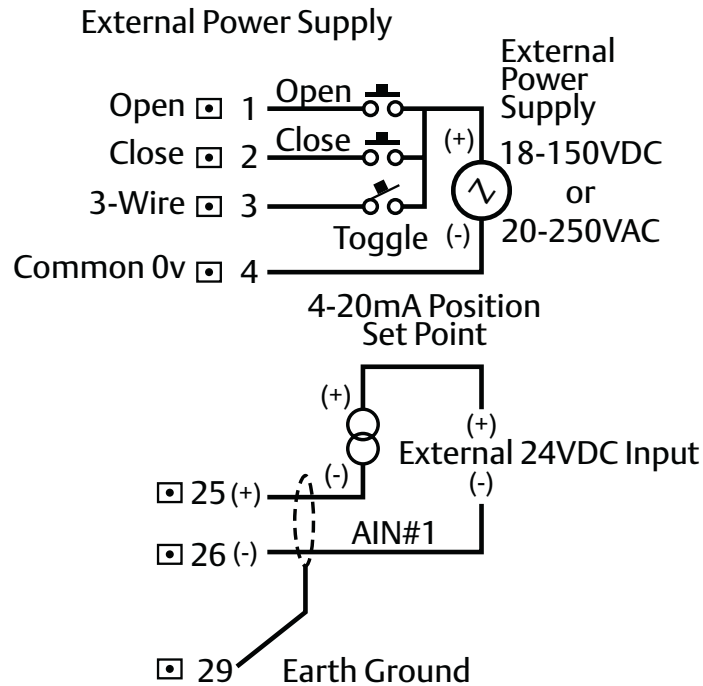 External Power Supply
External
Power
Supply
18-150VDC
or
20-250VAC
Open 1 Open
Close 2 Close
(+)
3-Wire 3
Toggle (-)
Common 0v 4
4-20mA Position
Set Point
(+)
(+)
External 24VDC Input
(-)
(-)
25 (+)
AIN#1
26 (-)
29 Earth Ground